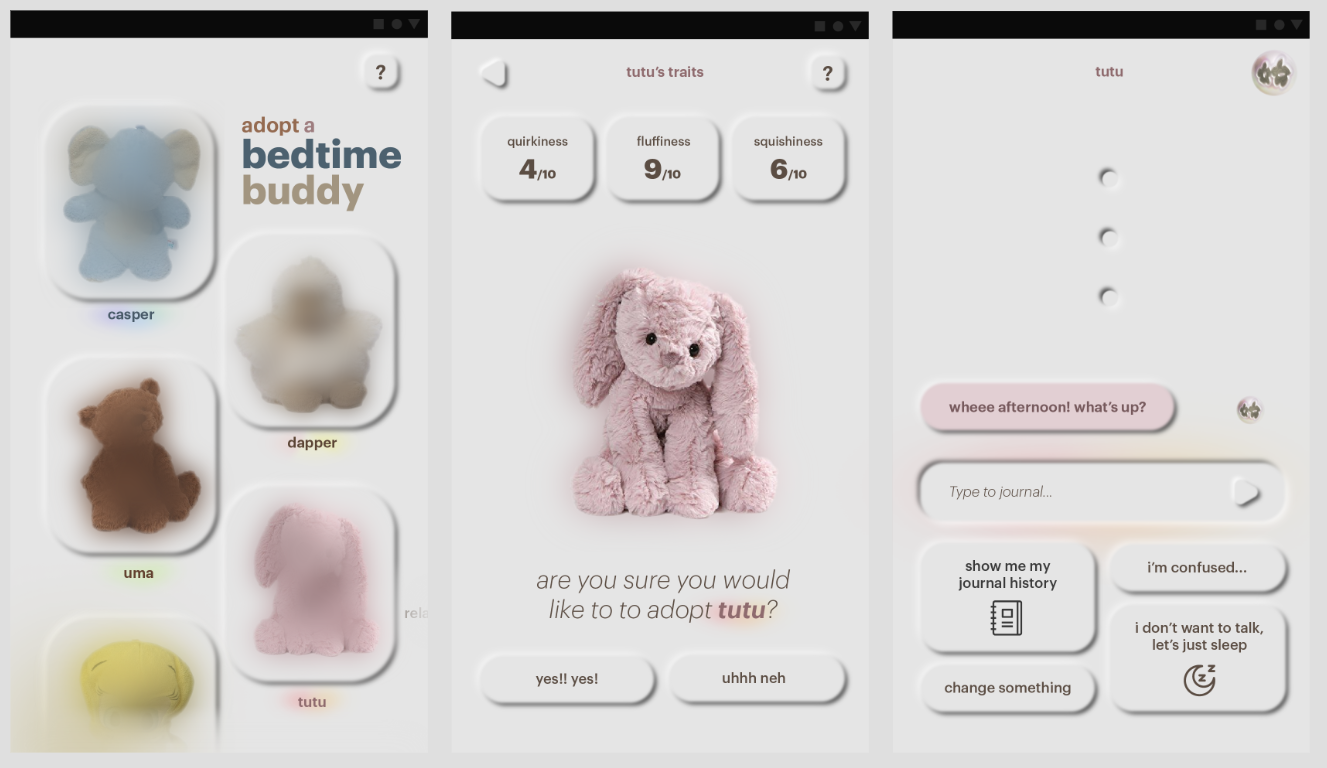 ?
adopt a
bedtime
buddy
casper
dapper
uma
rela
tutu
tutu's traits
?
quirkiness
4/10
fluffiness
9/10
squishiness
6/10
are you sure you would
like to to adopt tutu?
yes!! yes!
uhhh neh
tutu
wheee afternoon! what's up?
Type to journal...
show me my
journal history
i'm confused...
i don't want to talk,
let's just sleep
z z z
change something